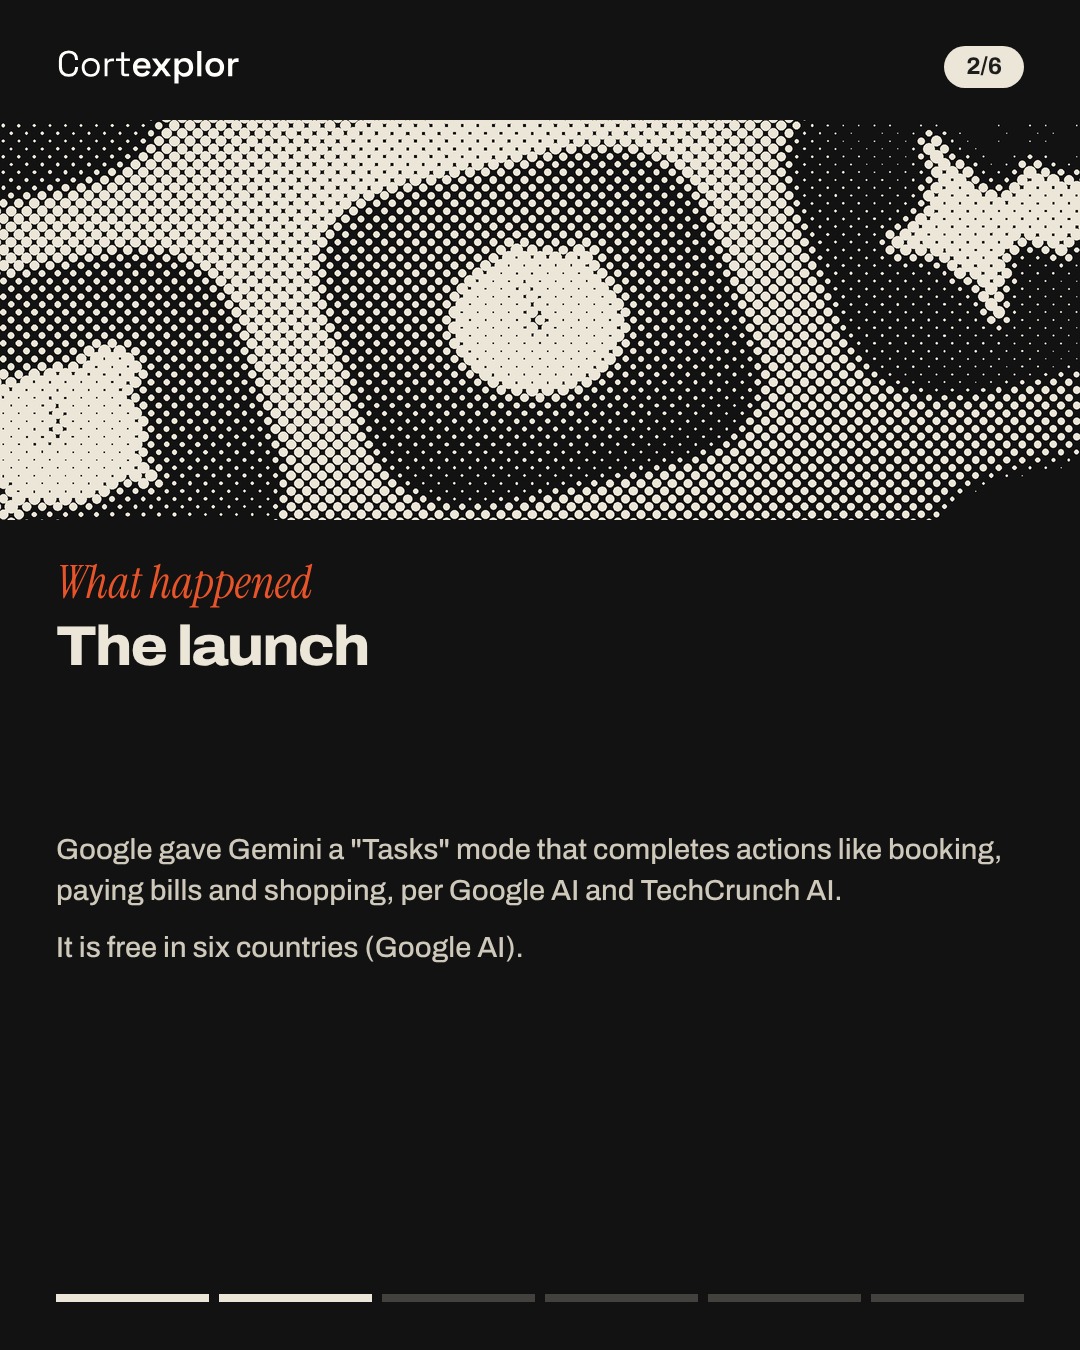 Cortexplor
2/6
What happened
The launch
Google gave Gemini a "Tasks" mode that completes actions like booking,
paying bills and shopping, per Google AI and TechCrunch AI.
It is free in six countries (Google AI).